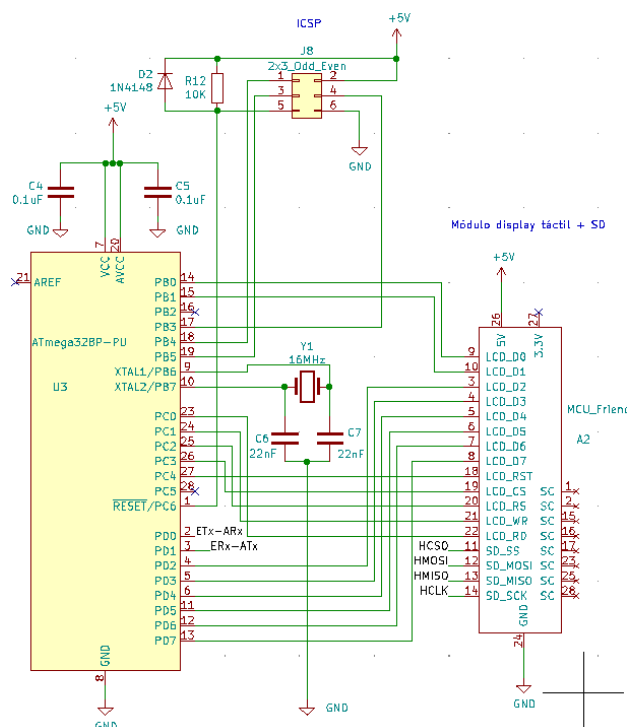 ICSP
+5V
J8
2x3_Odd_Even
D2
1N4148
R12
10K
1 2
3 4
5 6
GND
+5V
C4
0.1uF
C5
0.1uF
GND
GND
Módulo display táctil + SD
+5V
7 20
VCC
AVCC
21 AREF
ATmega328P-PU
U3
PB0 14
PB1 15
PB2 16
PB3 17
PB4 18
PB5 19
XTAL1/PB6 9
XTAL2/PB7 10
PC0 23
PC1 24
PC2 25
PC3 26
PC4 27
PC5 28
RESET/PC6 1
PD0 2 ETx-ARx
PD1 3 ERx-ATx
PD2 4
PD3 5
PD4 6
PD5 11
PD6 12
PD7 13
GND
8
GND
Y1
16MHz
C6
22nF
C7
22nF
GND
26 27
5V
3.3V
MCU_Frien
A2
9 LCD_D0
10 LCD_D1
3 LCD_D2
4 LCD_D3
5 LCD_D4
6 LCD_D5
7 LCD_D6
8 LCD_D7
18 LCD_RST
19 LCD_CS SC 1
20 LCD_RS SC 2
21 LCD_WR SC 15
22 LCD_RD SC 16
HCSD 11 SD_SS SC 17
HMOSI 12 SD_MOSI SC 23
HMISO 13 SD_MISO SC 25
HCLK 14 SD_SCK SC 28
GND
24
GND